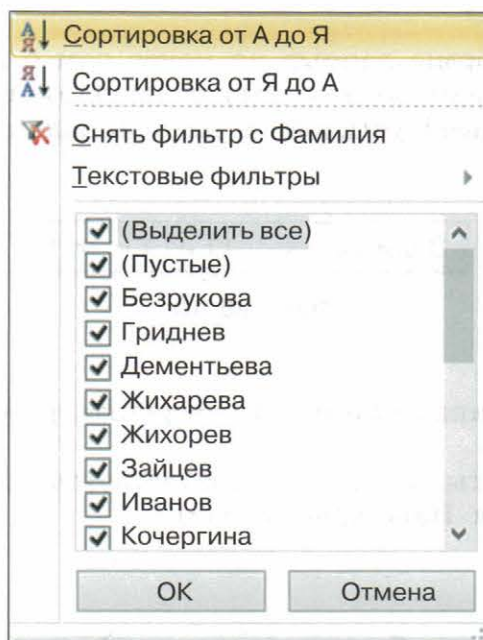 Сортировка от А до Я
Сортировка от Я до А
Снять фильтр с Фамилия
Текстовые фильтры
(Выделить все)
(Пустые)
Безрукова
Гриднев
Дементьева
Жихарева
Жихорев
Зайцев
Иванов
Кочергина
ОК
Отмена